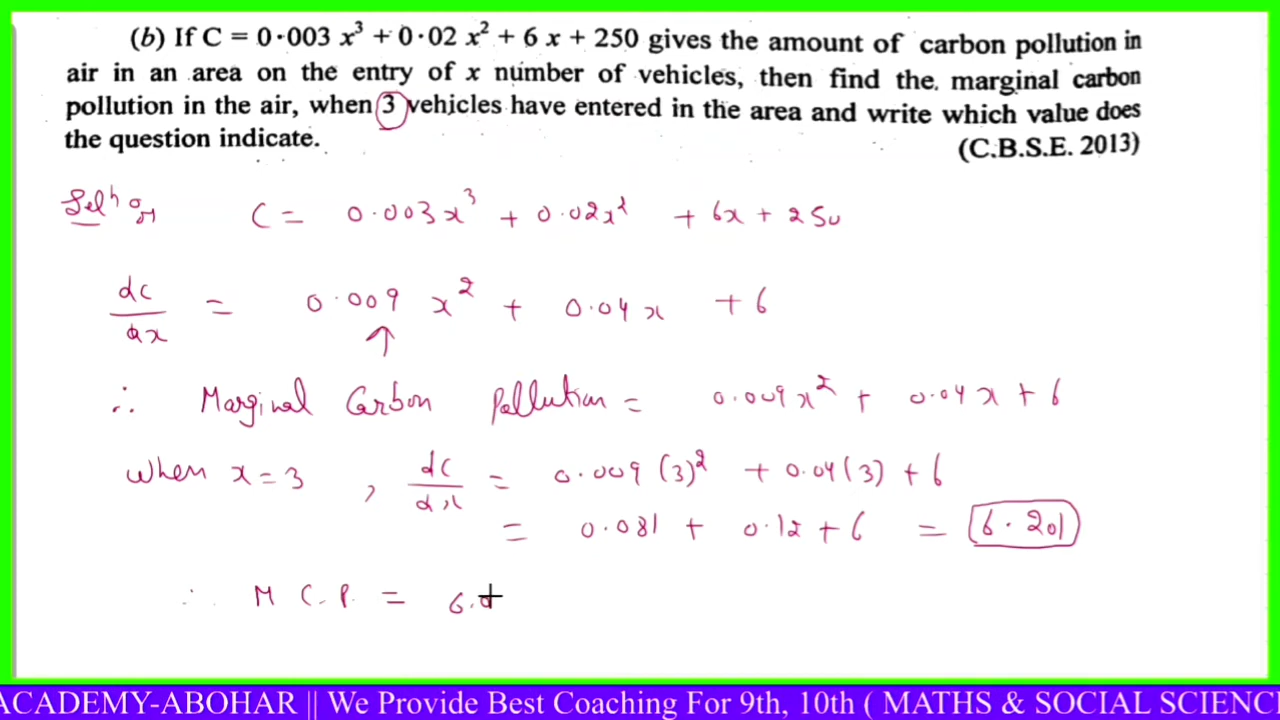 (b) If C = 0·003 x³ + 0·02 x² + 6 x + 250 gives the amount of carbon pollution in
air in an area on the entry of x number of vehicles, then find the marginal carbon
pollution in the air, when 3 vehicles have entered in the area and write which value does
the question indicate. (C.B.S.E. 2013)
C = 0.003x³ + 0.02x² + 6x + 250
dc/dx = 0.009 x² + 0.04x + 6
∴ Marginal Carbon Pollution = 0.009x² + 0.04x + 6
when x = 3 , dc/dx = 0.009 (3)² + 0.04(3) + 6
= 0.081 + 0.12 + 6 = 6.201
∴ M C.P. = 6.
ACADEMY-ABOHAR || We Provide Best Coaching For 9th, 10th ( MATHS & SOCIAL SCIENC